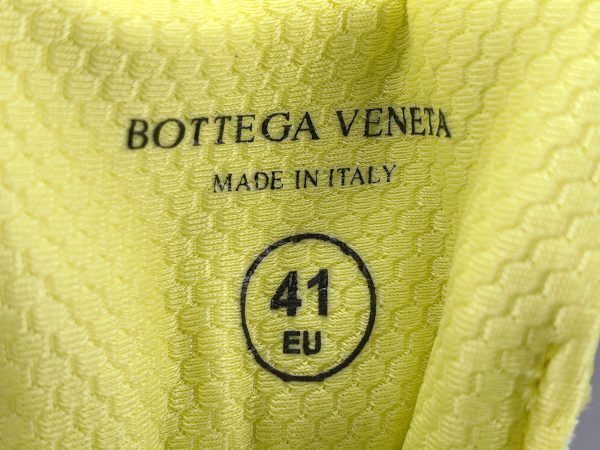 BOTTEGA VENETA
MADE IN ITALY
41
EU